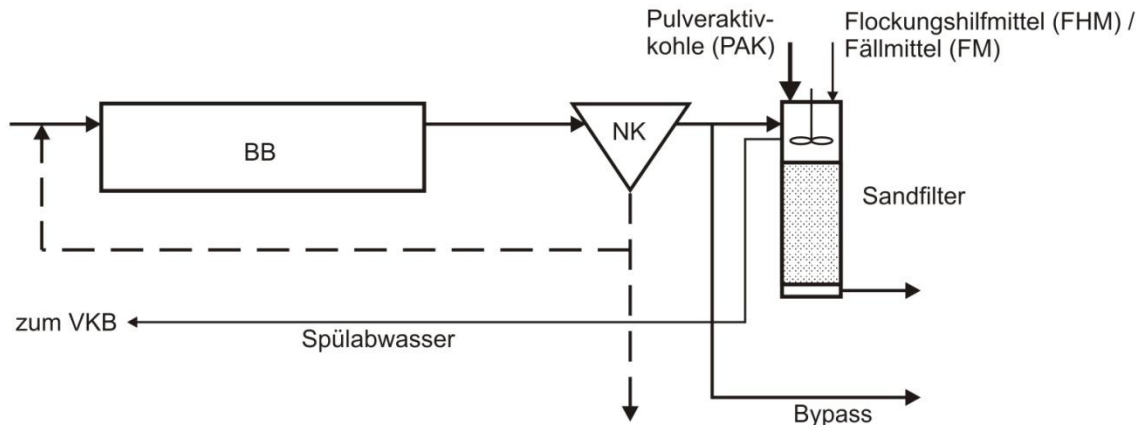 Pulveraktiv-
kohle (PAK)
Flockungshilfmittel (FHM) /
Fällmittel (FM)
BB
NK
Sandfilter
zum VKB
Spülabwasser
Bypass